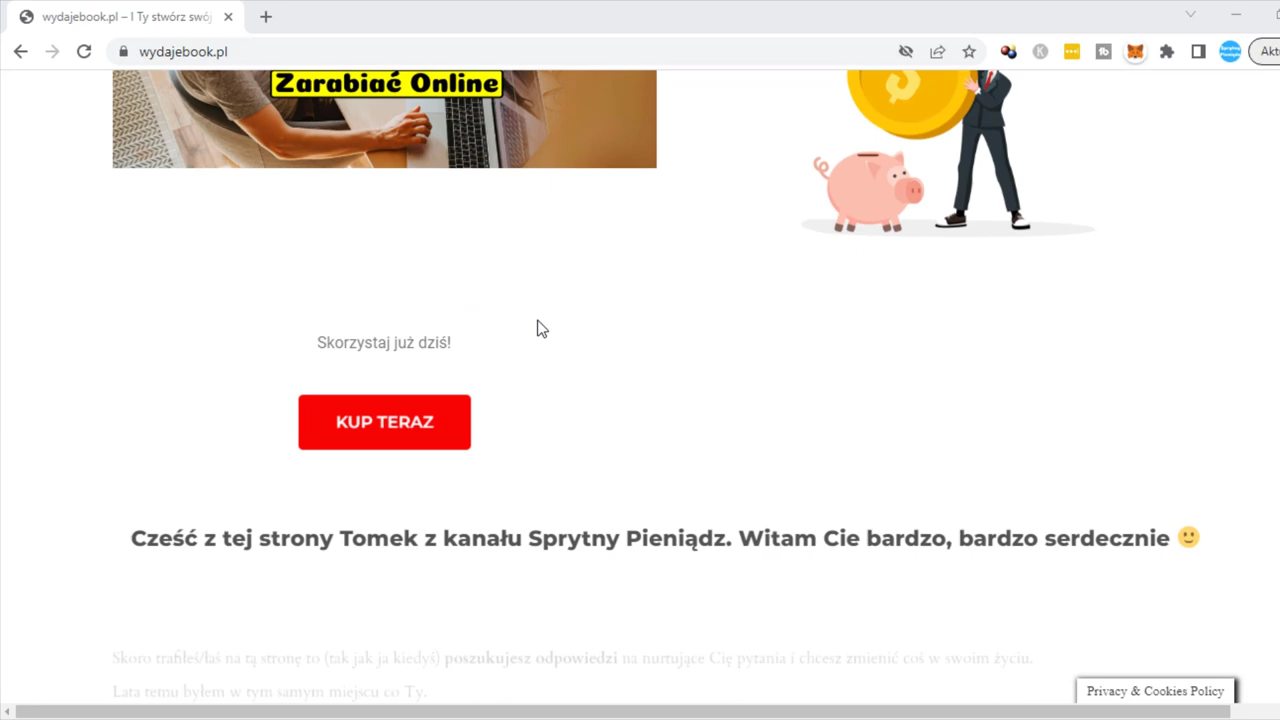 wydajebook.pl – I Ty stwórz swój
wydajebook.pl
Zarabiać Online
Skorzystaj już dziś!
KUP TERAZ
Cześć z tej strony Tomek z kanału Sprytny Pieniądz. Witam Cie bardzo, bardzo serdecznie 🙂
Skoro trafiłeś/łaś na tą stronę to (tak jak ja kiedyś) poszukujesz odpowiedzi na nurtujące Cię pytania i chcesz zmienić coś w swoim życiu.
Lata temu byłem w tym samym miejscu co Ty.
Privacy & Cookies Policy